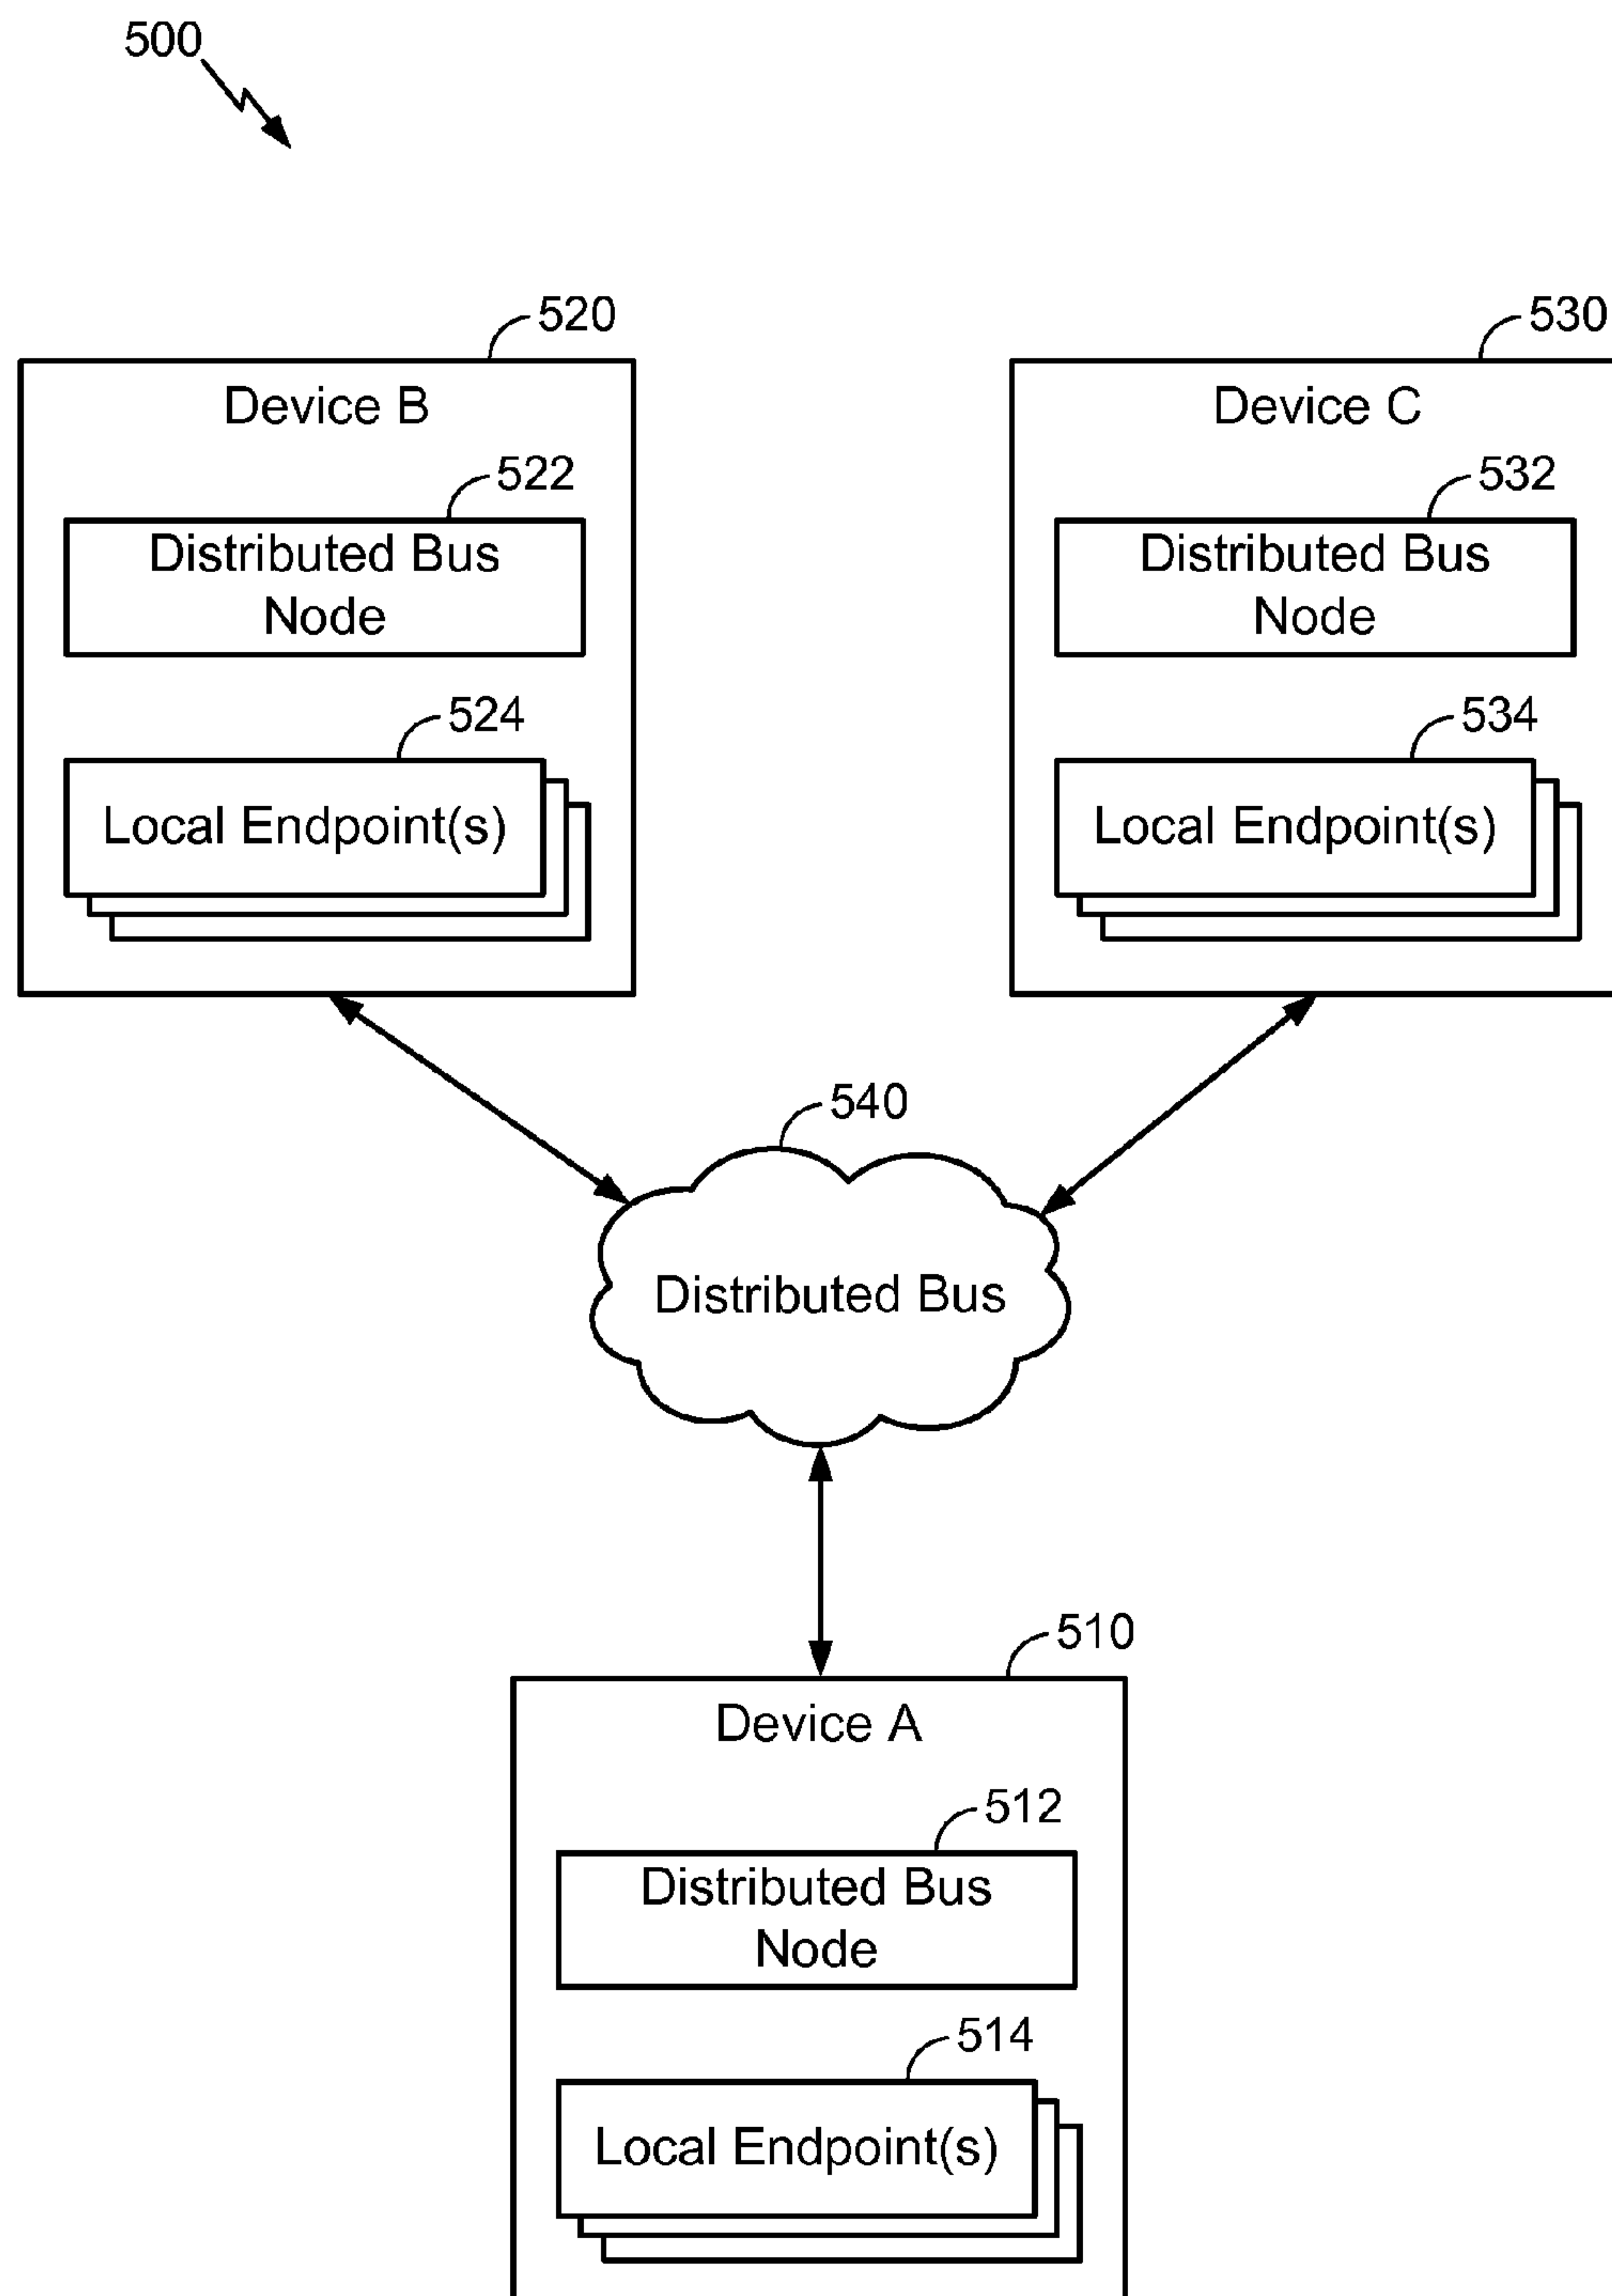 500
520
530
Device B
Device C
522
532
Distributed Bus
Node
Distributed Bus
Node
524
534
Local Endpoint(s)
Local Endpoint(s)
540
Distributed Bus
510
Device A
512
Distributed Bus
Node
514
Local Endpoint(s)